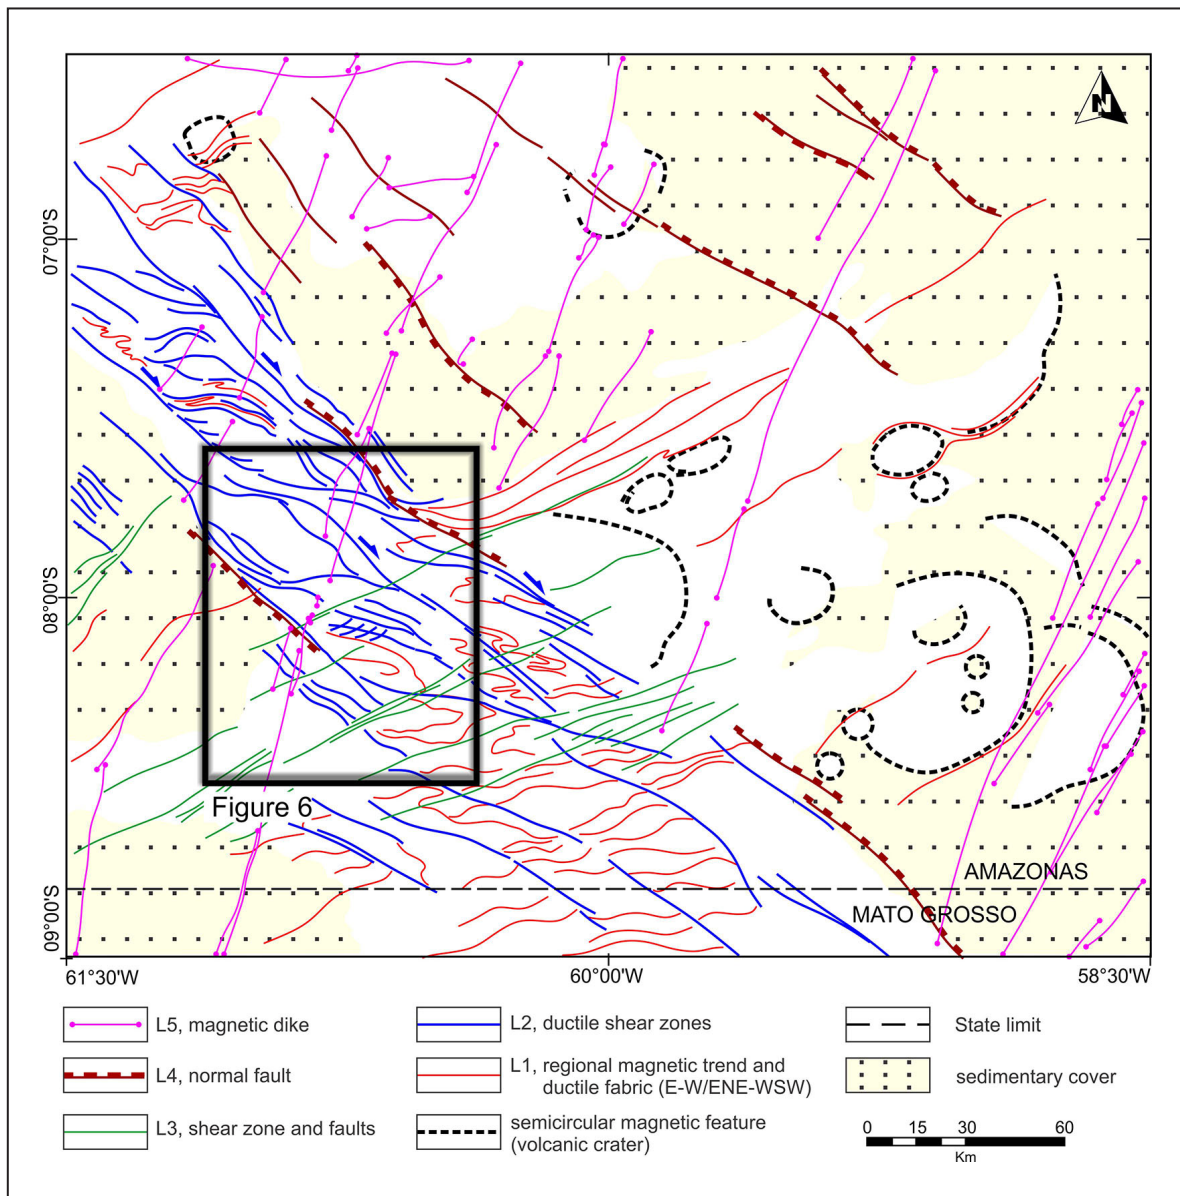 N
07°00'S
08°00'S
Figure 6
AMAZONAS
MATO GROSSO
09°00'S
61°30'W
60°00'W
58°30'W
L5, magnetic dike
L2, ductile shear zones
State limit
L4, normal fault
L1, regional magnetic trend and
ductile fabric (E-W/ENE-WSW)
sedimentary cover
L3, shear zone and faults
semicircular magnetic feature
(volcanic crater)
0 15 30 60
Km